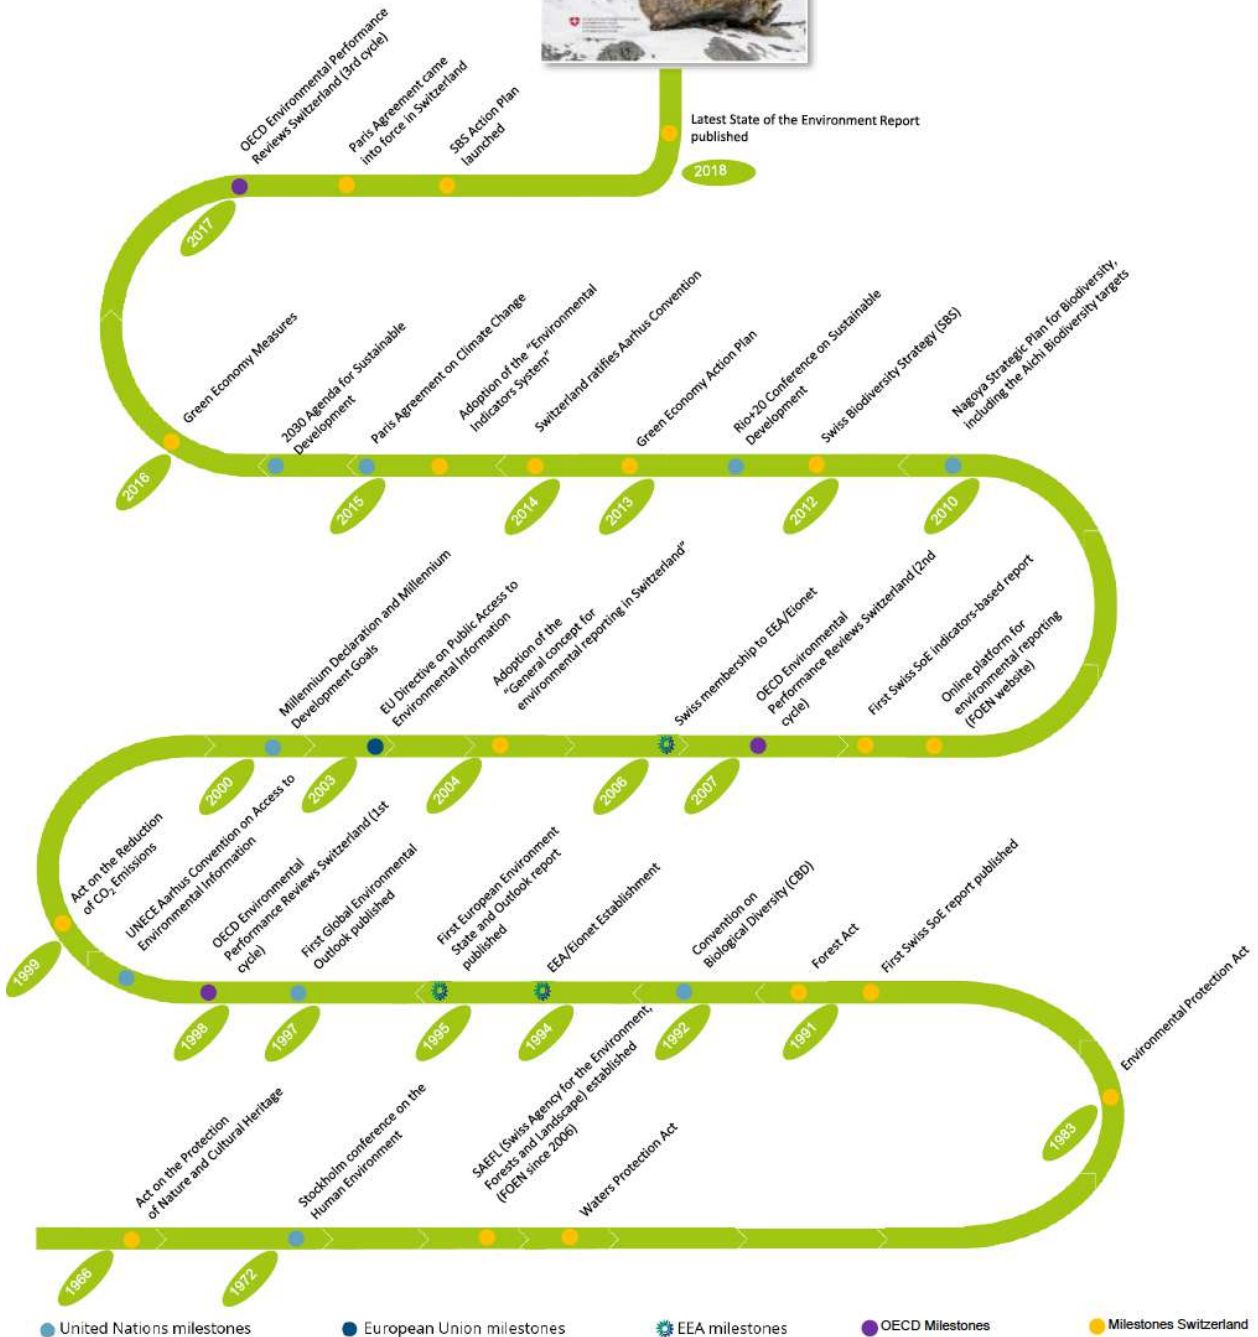 OECD Environmental Performance
Reviews Switzerland (3rd cycle)
Paris Agreement came
into force in Switzerland
SBS Action Plan
launched
Latest State of the Environment Report
published
2018
2017
Green Economy Measures
2030 Agenda for Sustainable
Development
Paris Agreement on Climate Change
Adoption of the “Environmental
Indicators System”
Switzerland ratifies Aarhus Convention
Green Economy Action Plan
Rio+20 Conference on Sustainable
Development
Swiss Biodiversity Strategy (SBS)
Nagoya Strategic Plan for Biodiversity,
including the Aichi Biodiversity targets
2016
2015
2014
2013
2012
2010
Millennium Declaration and Millennium
Development Goals
EU Directive on Public Access to
Environmental Information
Adoption of the
“General concept for
environmental reporting in Switzerland”
Swiss membership to EEA/Eionet
OECD Environmental
Performance Reviews Switzerland (2nd
cycle)
First Swiss SoE indicators-based report
Online platform for
environmental reporting
(FOEN website)
2000
2003
2004
2006
2007
Act on the Reduction
of CO₂ Emissions
UNECE Aarhus Convention on Access to
Environmental Information
OECD Environmental
Performance Reviews Switzerland (1st
cycle)
First Global Environmental
Outlook published
First European Environment
State and Outlook report
published
EEA/Eionet Establishment
Convention on
Biological Diversity (CBD)
Forest Act
First Swiss SoE report published
Environmental Protection Act
1999
1998
1997
1995
1994
1992
1991
1983
Act on the Protection
of Nature and Cultural Heritage
Stockholm conference on the
Human Environment
SAEFL (Swiss Agency for the Environment,
Forests and Landscape) established
(FOEN since 2006)
Waters Protection Act
1966
1972
United Nations milestones
European Union milestones
EEA milestones
OECD Milestones
Milestones Switzerland